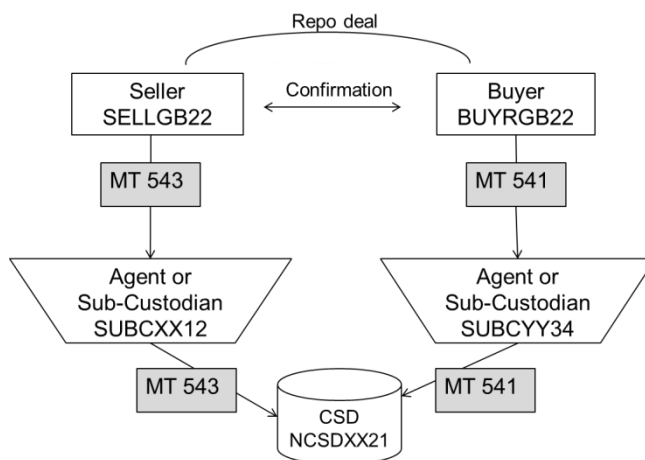 Repo deal
Seller
SELLGB22
Confirmation
Buyer
BUYRGB22
MT 543
MT 541
Agent or
Sub-Custodian
SUBCXX12
Agent or
Sub-Custodian
SUBCYY34
MT 543
MT 541
CSD
NCSDXX21